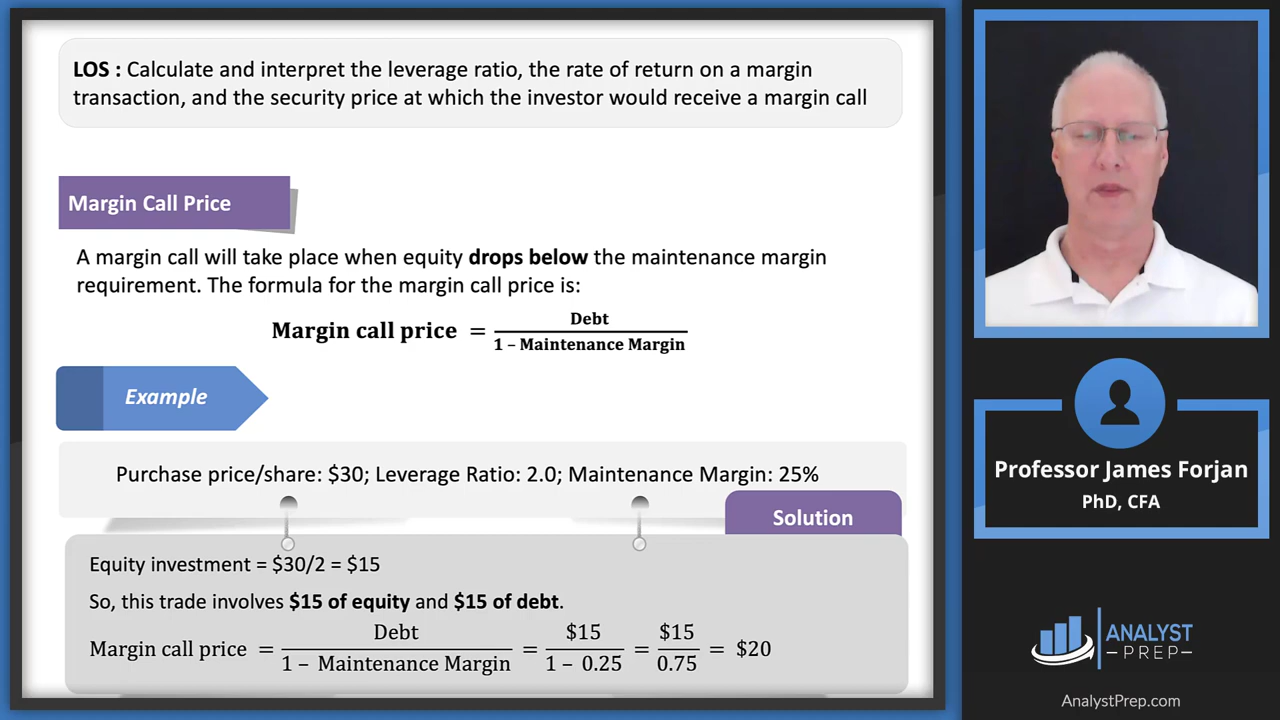 LOS : Calculate and interpret the leverage ratio, the rate of return on a margin
transaction, and the security price at which the investor would receive a margin call
Margin Call Price
A margin call will take place when equity drops below the maintenance margin
requirement. The formula for the margin call price is:
Margin call price = Debt / 1 – Maintenance Margin
Example
Purchase price/share: $30; Leverage Ratio: 2.0; Maintenance Margin: 25%
Solution
Equity investment = $30/2 = $15
So, this trade involves $15 of equity and $15 of debt.
Margin call price = Debt / 1 – Maintenance Margin = $15 / 1 – 0.25 = $15 / 0.75 = $20
Professor James Forjan
PhD, CFA
ANALYST
PREP
AnalystPrep.com